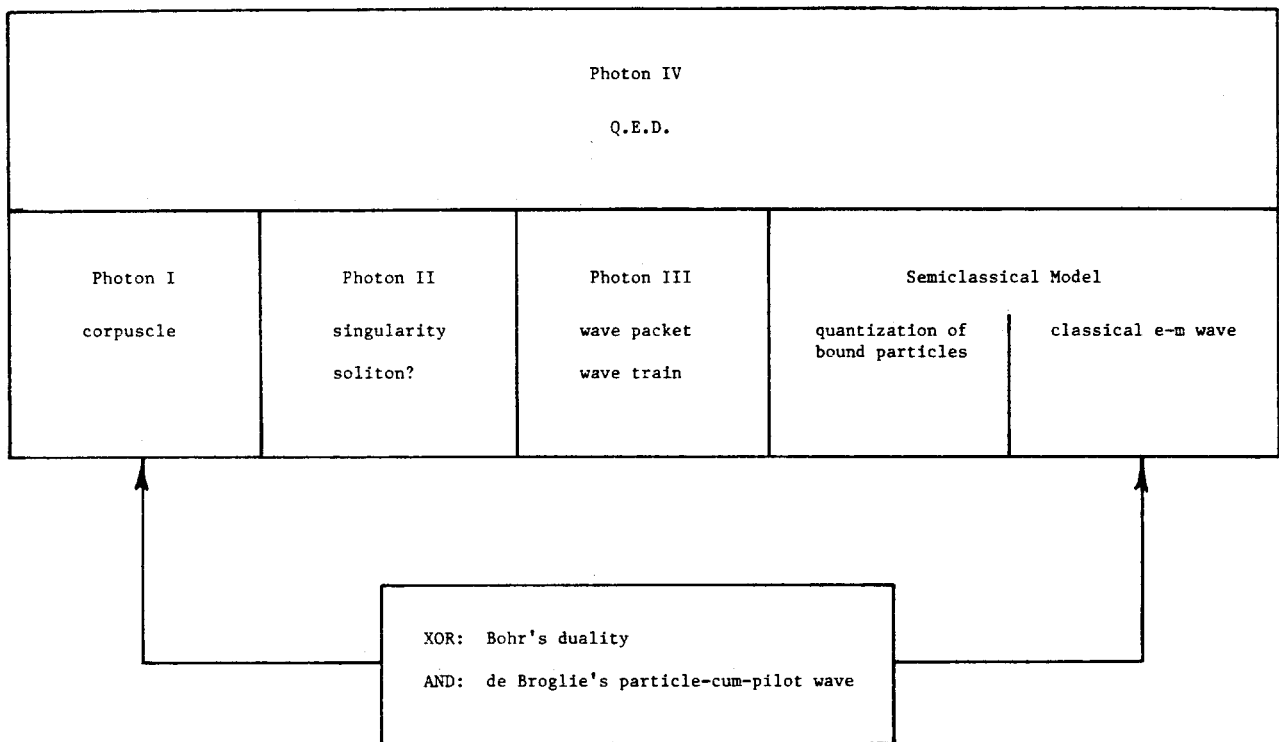 Photon IV
Q.E.D.
Photon I
corpuscle
Photon II
singularity
soliton?
Photon III
wave packet
wave train
Semiclassical Model
quantization of
bound particles
classical e-m wave
XOR: Bohr's duality
AND: de Broglie's particle-cum-pilot wave